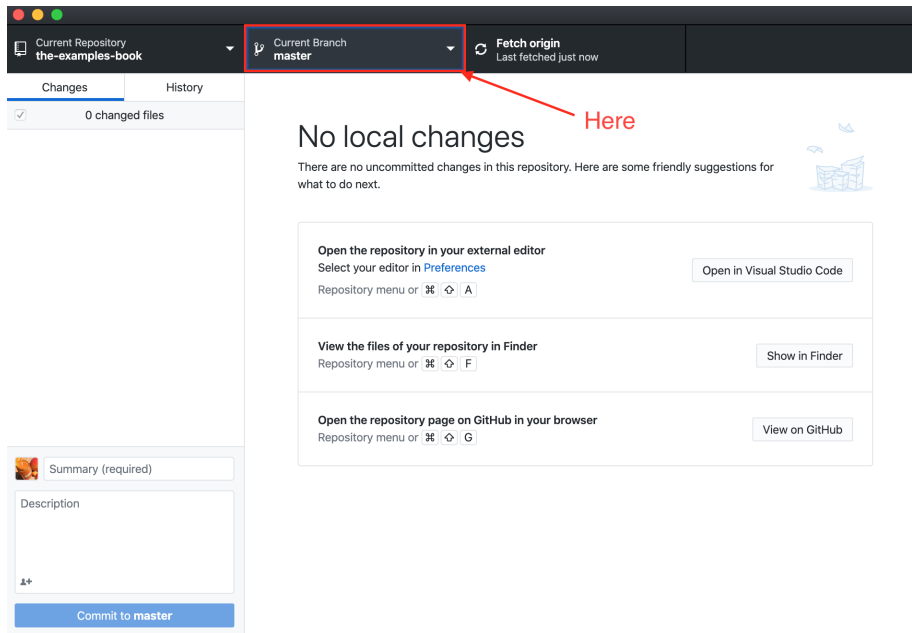 Current Repository
the-examples-book
Current Branch
master
Fetch origin
Last fetched just now
Changes
History
0 changed files
Here
No local changes
There are no uncommitted changes in this repository. Here are some friendly suggestions for
what to do next.
Open the repository in your external editor
Select your editor in Preferences
Repository menu or ⌘ ⇧ A
Open in Visual Studio Code
View the files of your repository in Finder
Repository menu or ⌘ ⇧ F
Show in Finder
Open the repository page on GitHub in your browser
Repository menu or ⌘ ⇧ G
View on GitHub
Summary (required)
Description
Commit to master